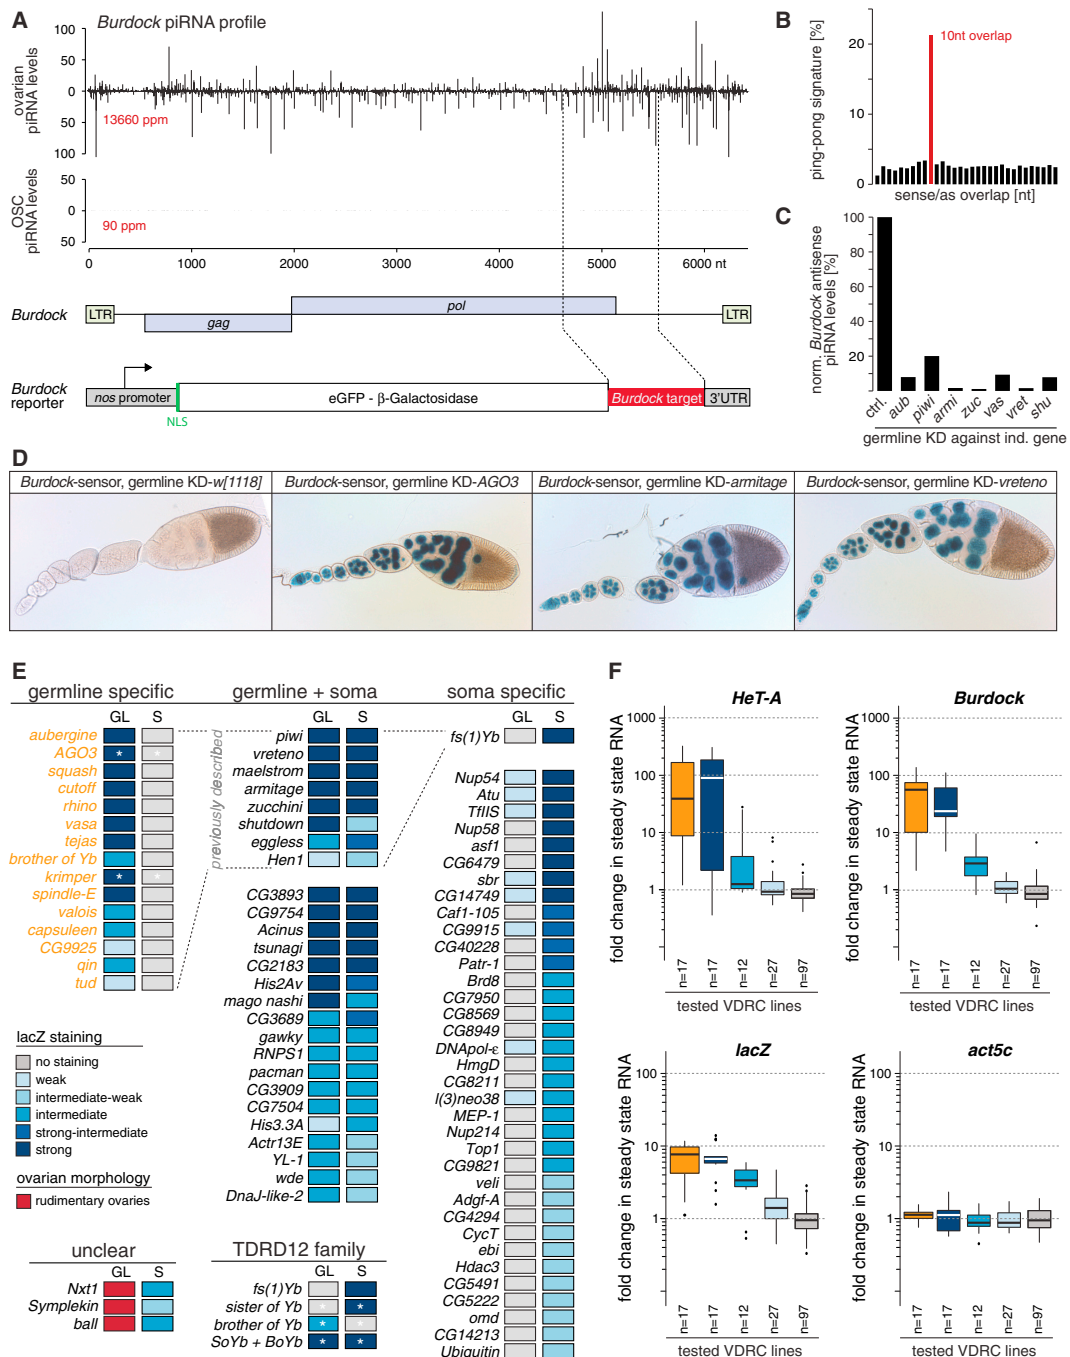 A
Burdock piRNA profile
ovarian
piRNA levels
100
50
0
50
100
13660 ppm
OSC
piRNA levels
50
0
50
90 ppm
0
1000
2000
3000
4000
5000
6000 nt
Burdock
LTR
gag
pol
LTR
Burdock
reporter
nos promoter
NLS
eGFP - β-Galactosidase
Burdock target
3'UTR
B
ping-pong signature [%]
20
10
0
10nt overlap
sense/as overlap [nt]
C
norm. Burdock antisense
piRNA levels [%]
100
80
60
40
20
ctrl.
aub
piwi
armi
zuc
vas
vret
shu
germline KD against ind. gene
D
Burdock-sensor, germline KD-w[1118]
Burdock-sensor, germline KD-AGO3
Burdock-sensor, germline KD-armitage
Burdock-sensor, germline KD-vreteno
E
germline specific
GL S
aubergine
AGO3 * *
squash
cutoff
rhino
vasa
tejas
brother of Yb
krimper * *
spindle-E
valois
capsuleen
CG9925
qin
tud
previously described
germline + soma
GL S
piwi
vreteno
maelstrom
armitage
zucchini
shutdown
eggless
Hen1
CG3893
CG9754
Acinus
tsunagi
CG2183
His2Av
mago nashi
CG3689
gawky
RNPS1
pacman
CG3909
CG7504
His3.3A
Actr13E
YL-1
wde
DnaJ-like-2
soma specific
GL S
fs(1)Yb
Nup54
Atu
TfIIS
Nup58
asf1
CG6479
sbr
CG14749
Caf1-105
CG9915
CG40228
Patr-1
Brd8
CG7950
CG8569
CG8949
DNApol-ε
HmgD
CG8211
l(3)neo38
MEP-1
Nup214
Top1
CG9821
veli
Adgf-A
CG4294
CycT
ebi
Hdac3
CG5491
CG5222
omd
CG14213
Ubiquitin
lacZ staining
no staining
weak
intermediate-weak
intermediate
strong-intermediate
strong
ovarian morphology
rudimentary ovaries
unclear
GL S
Nxt1
Symplekin
ball
TDRD12 family
GL S
fs(1)Yb
sister of Yb * *
brother of Yb * *
SoYb + BoYb * *
F
HeT-A
fold change in steady state RNA
1000
100
10
1
n=17
n=17
n=12
n=27
n=97
tested VDRC lines
Burdock
fold change in steady state RNA
1000
100
10
1
n=17
n=17
n=12
n=27
n=97
tested VDRC lines
lacZ
fold change in steady state RNA
100
10
1
n=17
n=17
n=12
n=27
n=97
tested VDRC lines
act5c
fold change in steady state RNA
100
10
1
n=17
n=17
n=12
n=27
n=97
tested VDRC lines